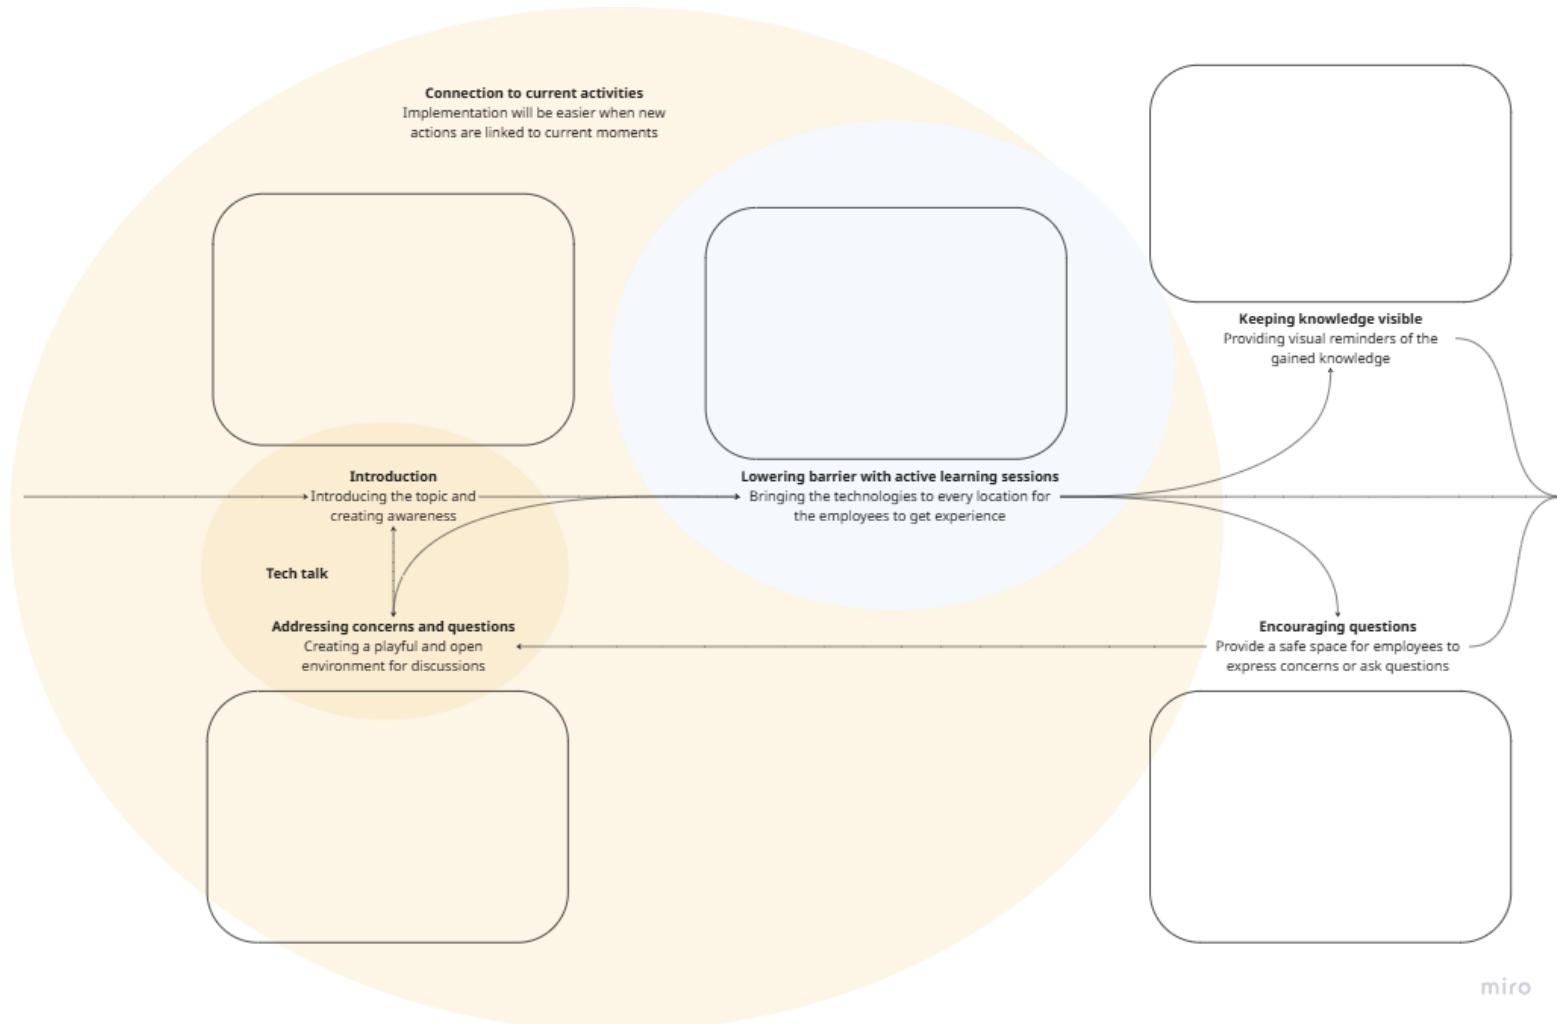 Connection to current activities
Implementation will be easier when new
actions are linked to current moments
Keeping knowledge visible
Providing visual reminders of the
gained knowledge
Introduction
Introducing the topic and
creating awareness
Lowering barrier with active learning sessions
Bringing the technologies to every location for
the employees to get experience
Tech talk
Addressing concerns and questions
Creating a playful and open
environment for discussions
Encouraging questions
Provide a safe space for employees to
express concerns or ask questions
miro